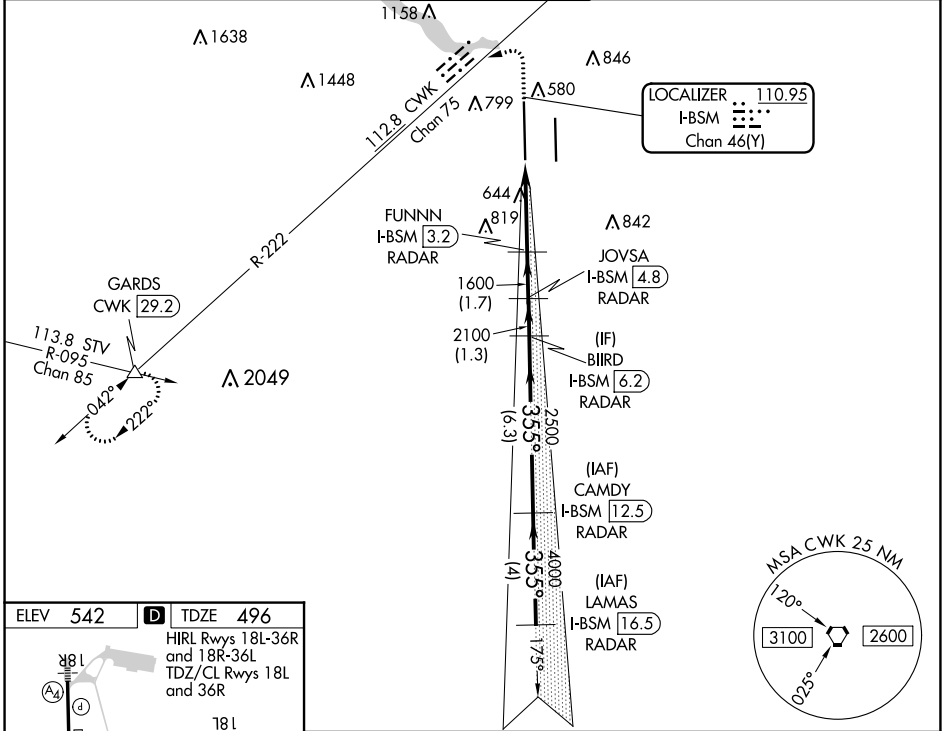 1158
1638
1448
846
580
799
112.8 CWK
Chan 75
LOCALIZER 110.95
I-BSM
Chan 46(Y)
644
819
842
FUNNN
I-BSM 3.2
RADAR
JOVSA
I-BSM 4.8
RADAR
R-222
1600
(1.7)
GARDS
CWK 29.2
2100
(1.3)
(IF)
BIIRD
I-BSM 6.2
RADAR
113.8 STV
R-095
Chan 85
2049
042°
222°
355°
2500
(6.3)
(IAF)
CAMDY
I-BSM 12.5
RADAR
355°
4000
(4)
(IAF)
LAMAS
I-BSM 16.5
RADAR
175°
MSA CWK 25 NM
120°
3100
2600
025°
ELEV 542 D TDZE 496
HIRL Rwys 18L-36R
and 18R-36L
TDZ/CL Rwys 18L
and 36R
18R
A4
P
18L